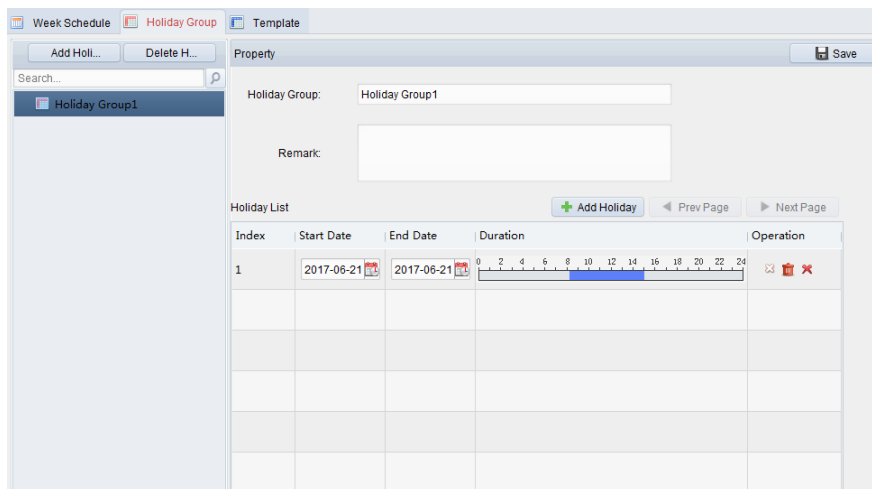 Week Schedule Holiday Group Template
Add Holi... Delete H... Property Save
Search...
Holiday Group1
Holiday Group: Holiday Group1
Remark:
Holiday List Add Holiday Prev Page Next Page
Index Start Date End Date Duration Operation
1 2017-06-21 2017-06-21 0 2 4 6 8 10 12 14 16 18 20 22 24